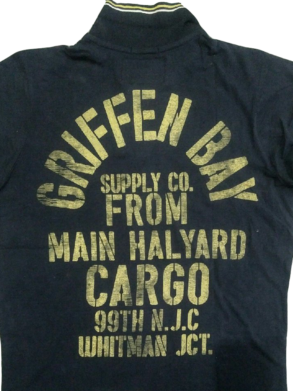 GRIFFEN BAY
SUPPLY CO.
FROM
MAIN HALYARD
CARGO
99TH N.J.C
WHITMAN JCT.